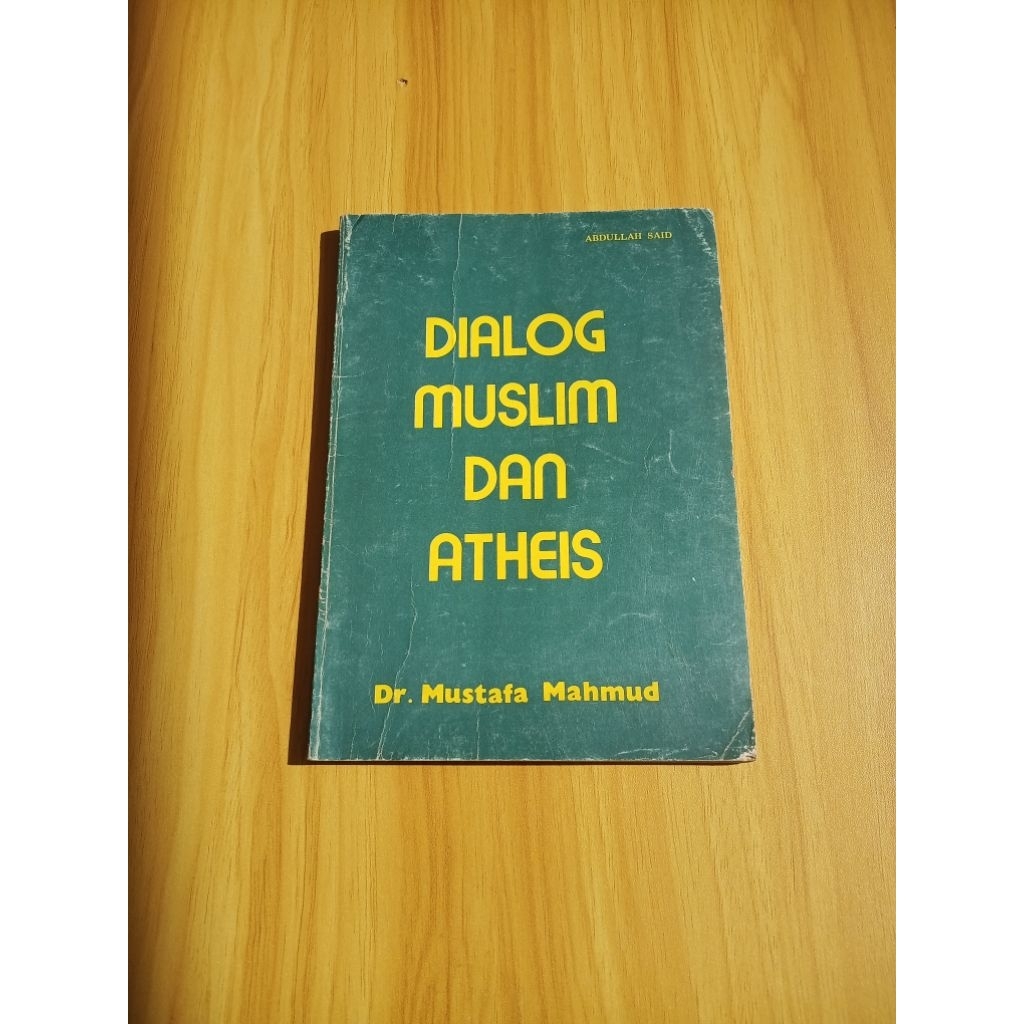 ABDULLAH SAID
DIALOG
MUSLIM
DAN
ATHEIS
Dr. Mustafa Mahmud